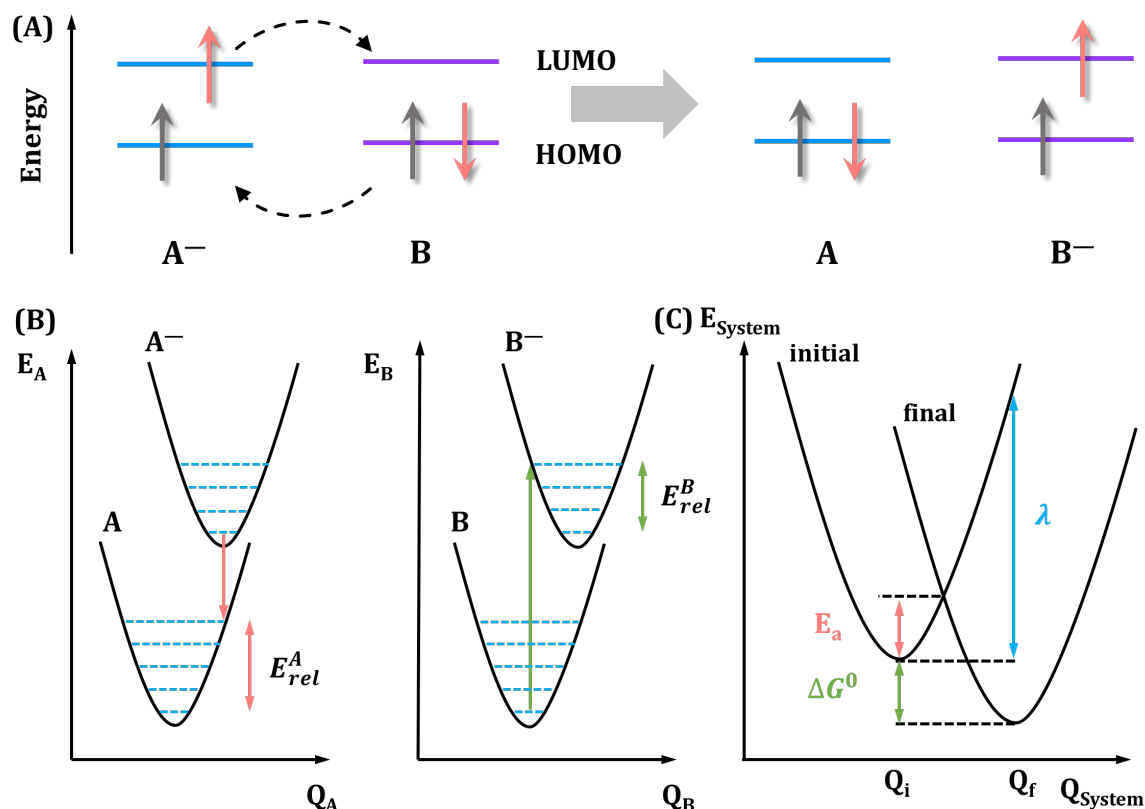 (A)
Energy
LUMO
HOMO
A— B A B—
(B)
E_A
A—
A
E^A_rel
Q_A
E_B
B—
B
E^B_rel
Q_B
(C)
E_System
initial
final
λ
E_a
ΔG^0
Q_i Q_f Q_System